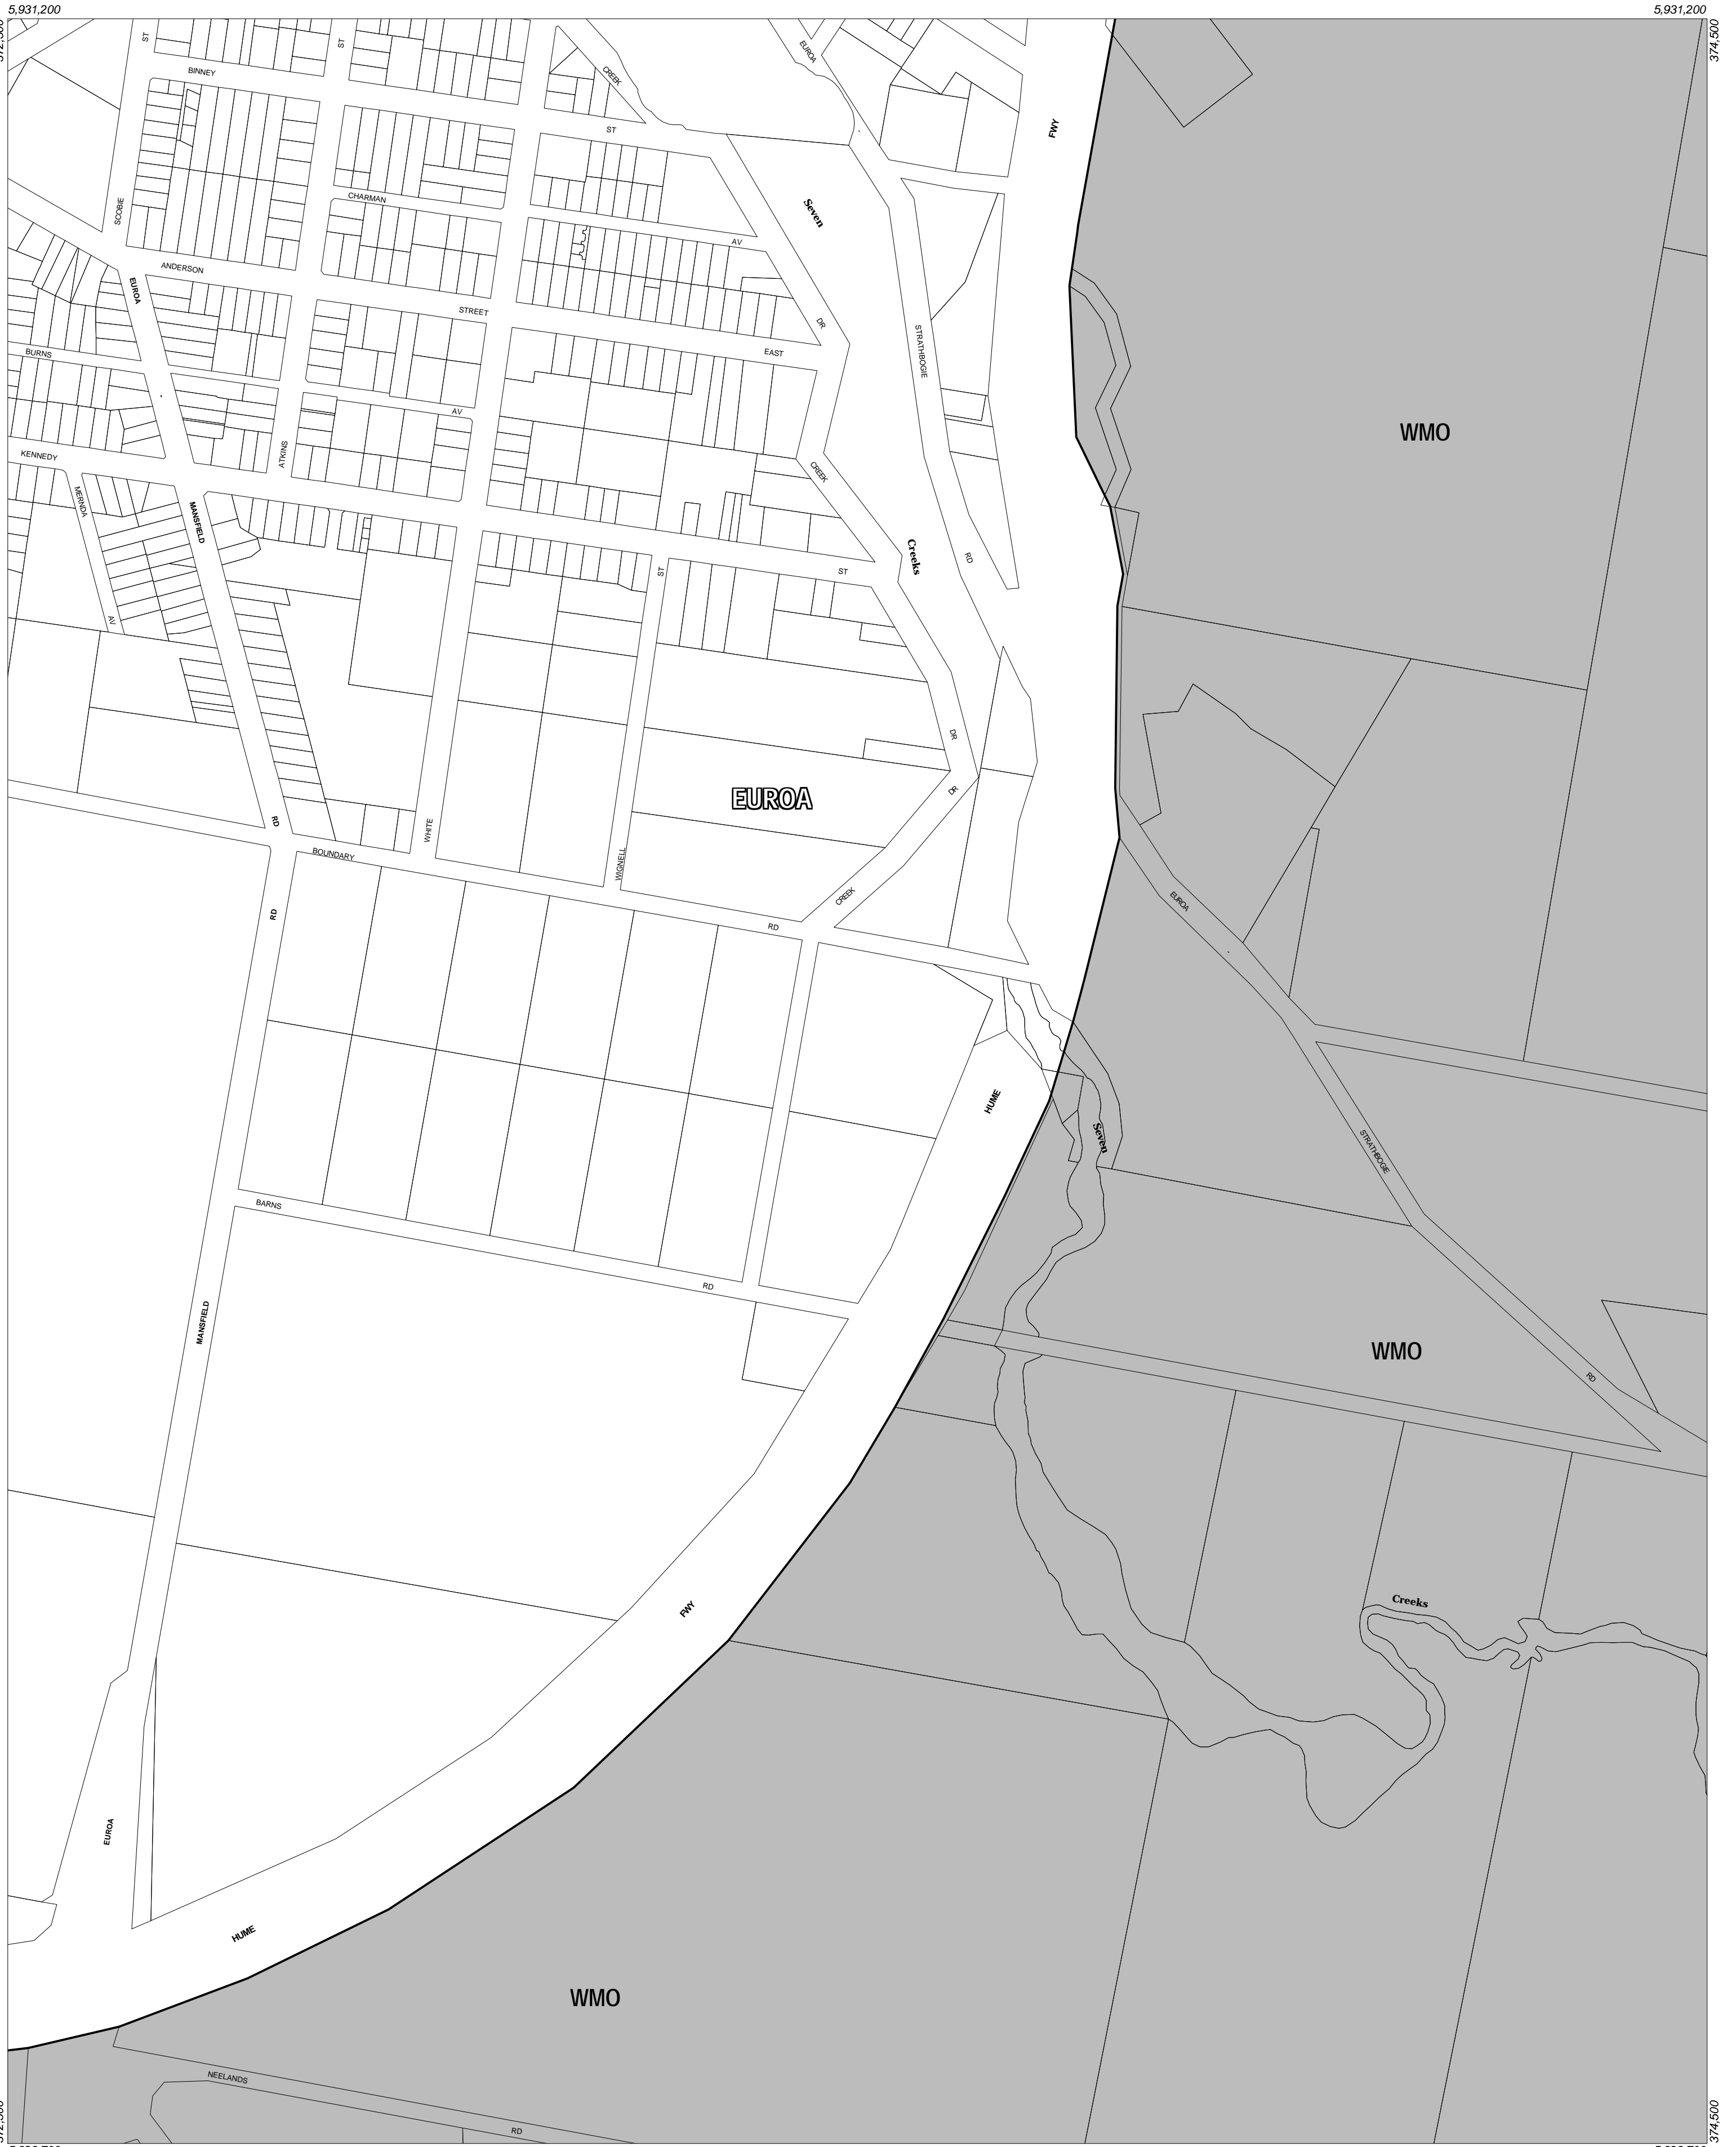 5,931,200
5,931,200
374,500
ST
ST
BINNEY
EUROA
CREEK
ST
FWY
CHARMAN
SCOBIE
Seven
AV
ANDERSON
EUROA
STREET
DR
STRATHBOGIE
EAST
BURNS
AV
WMO
ATKINS
KENNEDY
CREEK
MERNDA
MANSFIELD
Creeks
RD
ST
ST
AV
DR
DR
EUROA
RD
WHITE
BOUNDARY
WIGNELL
CREEK
EUROA
RD
RD
HUME
Seven
STRATHBOGIE
BARNS
RD
MANSFIELD
WMO
RD
Creeks
FWY
EUROA
HUME
WMO
NEELANDS
RD
374,500